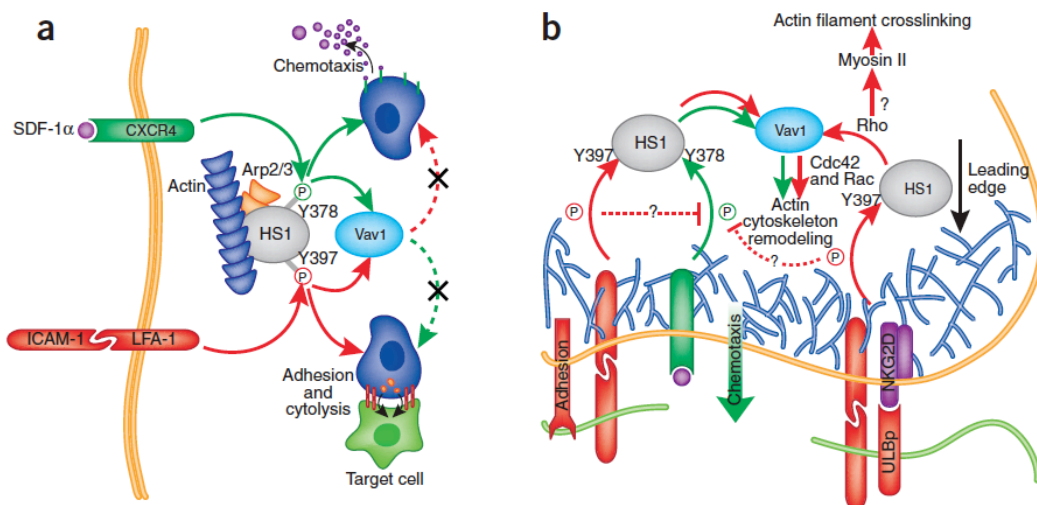 a
Chemotaxis
SDF-1α
CXCR4
Arp2/3
Actin
P
Y378
HS1
Vav1
Y397
P
ICAM-1
LFA-1
Adhesion
and
cytolysis
Target cell
b
Actin filament crosslinking
Myosin II
?
Rho
HS1
Vav1
Y397
Y378
Cdc42
and Rac
HS1
Leading
edge
Y397
P
?
P
Actin
cytoskeleton
remodeling
?
P
Adhesion
Chemotaxis
NKG2D
ULBp